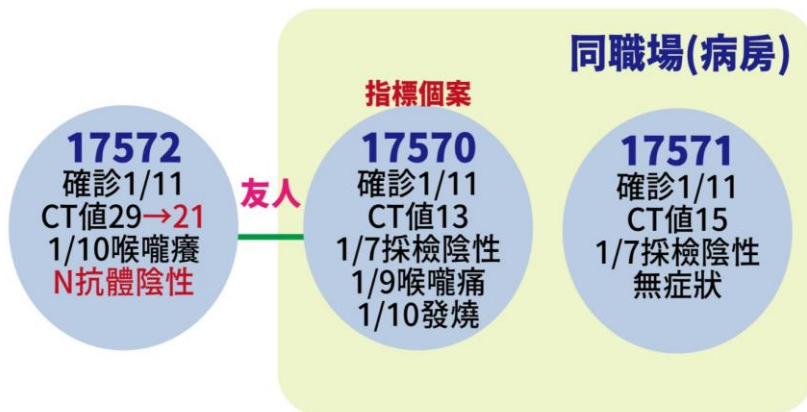 同職場(病房)
指標個案
17572
確診1/11
CT值29→21
1/10喉嚨癢
N抗體陰性
友人
17570
確診1/11
CT值13
1/7採檢陰性
1/9喉嚨痛
1/10發燒
17571
確診1/11
CT值15
1/7採檢陰性
無症狀